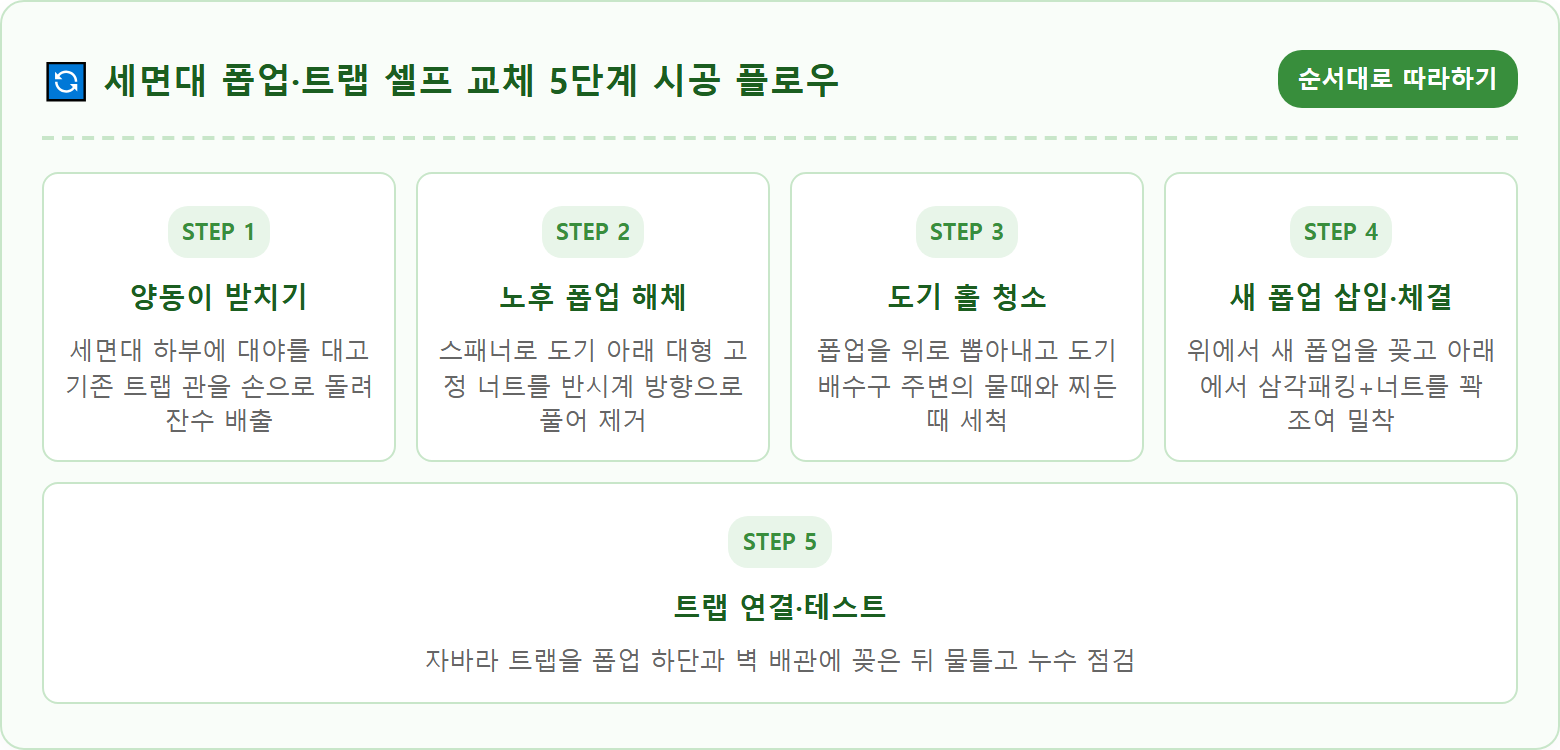 세면대 폽업·트랩 셀프 교체 5단계 시공 플로우
순서대로 따라하기
STEP 1
양동이 받치기
세면대 하부에 대야를 대고
기존 트랩 관을 손으로 돌려
잔수 배출
STEP 2
노후 폽업 해체
스패너로 도기 아래 대형 고
정 너트를 반시계 방향으로
풀어 제거
STEP 3
도기 홀 청소
폽업을 위로 뽑아내고 도기
배수구 주변의 물때와 찌든
때 세척
STEP 4
새 폽업 삽입·체결
위에서 새 폽업을 꽂고 아래
에서 삼각패킹+너트를 꽉
조여 밀착
STEP 5
트랩 연결·테스트
자바라 트랩을 폽업 하단과 벽 배관에 꽂은 뒤 물틀고 누수 점검